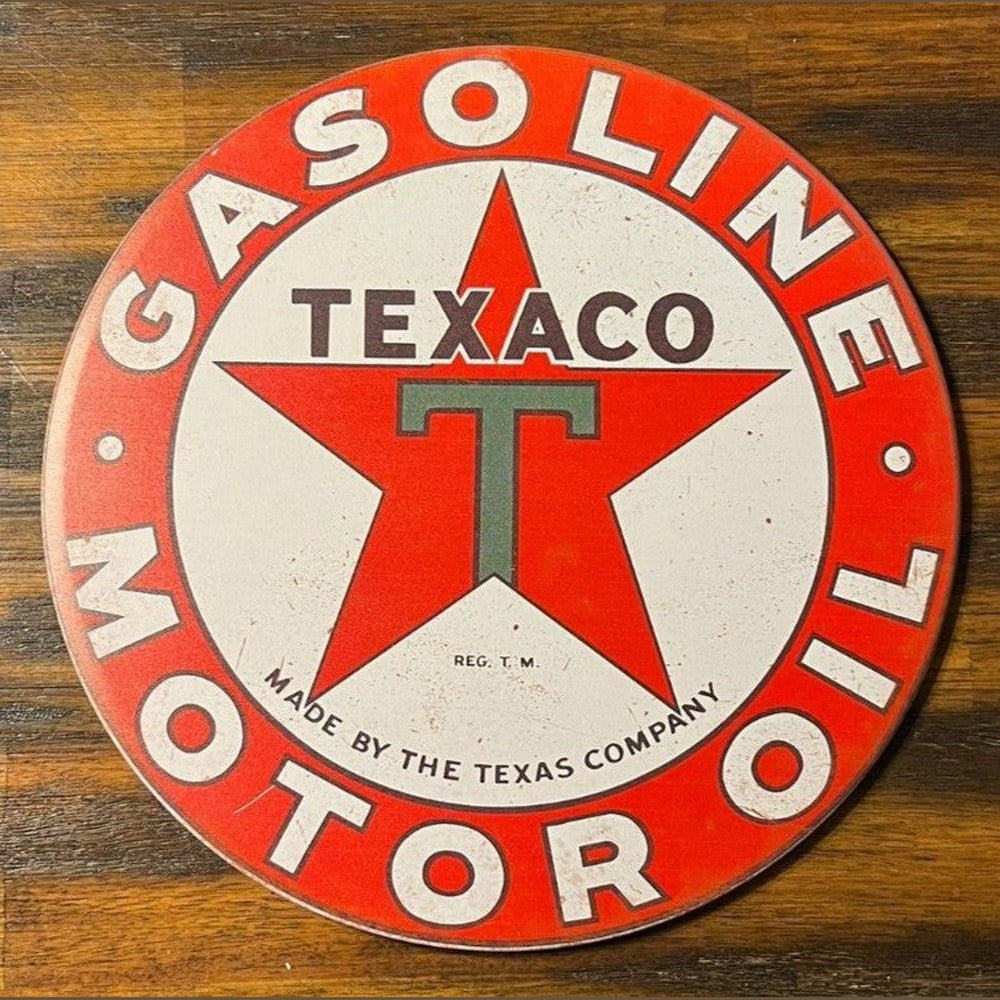 GASOLINE
TEXACO
T
REG. T. M.
MADE BY THE TEXAS COMPANY
MOTOR OIL